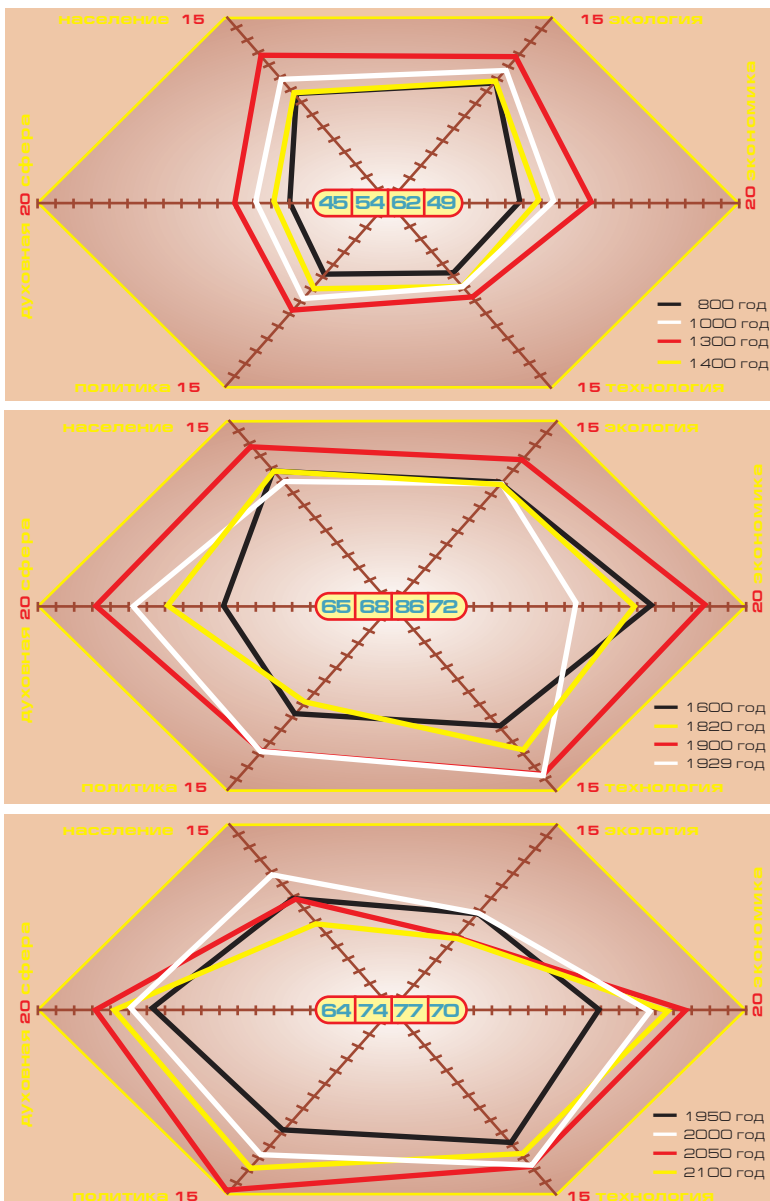 население 15
15 экология
духовная сфера
20
20 экономика
45 54 62 49
800 год
1000 год
1300 год
1400 год
политика 15
15 технология
население 15
15 экология
духовная сфера
20
20 экономика
65 68 86 72
1600 год
1820 год
1900 год
1929 год
политика 15
15 технология
население 15
15 экология
духовная сфера
20
20 экономика
64 74 77 70
1950 год
2000 год
2050 год
2100 год
политика 15
15 технология